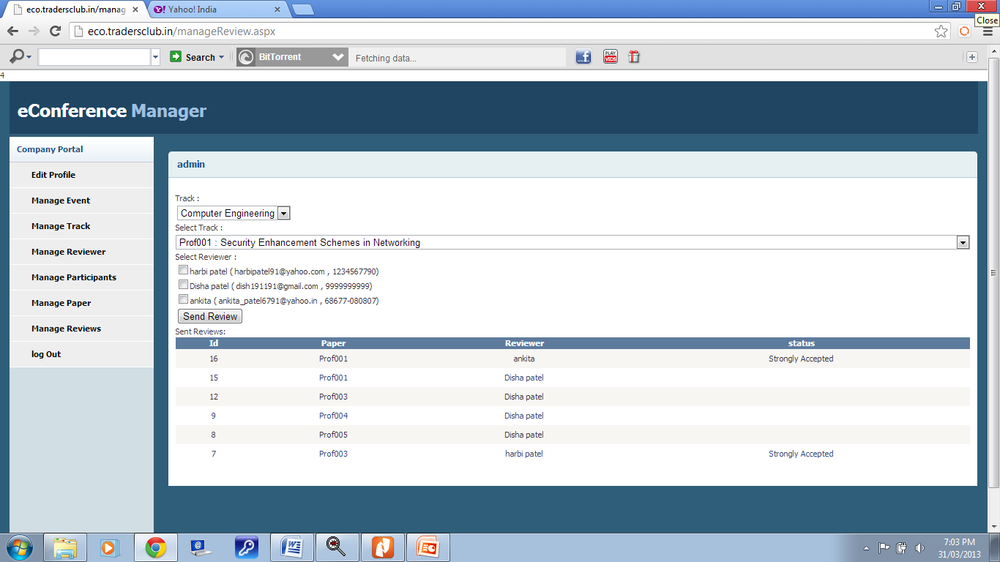 eco.tradersclub.in/manag
Yahoo! India
Close
eco.tradersclub.in/manageReview.aspx
Search
BitTorrent
Fetching data...
PLAY VIDS
4
eConference Manager
Company Portal
Edit Profile
Manage Event
Manage Track
Manage Reviewer
Manage Participants
Manage Paper
Manage Reviews
log Out
admin
Track :
Computer Engineering
Select Track :
Prof001 : Security Enhancement Schemes in Networking
Select Reviewer :
harbi patel ( harbipatel91@yahoo.com , 1234567790)
Disha patel ( dish191191@gmail.com , 9999999999)
ankita ( ankita_patel6791@yahoo.in , 68677-080807)
Send Review
Sent Reviews:
Id Paper Reviewer status
16 Prof001 ankita Strongly Accepted
15 Prof001 Disha patel
12 Prof003 Disha patel
9 Prof004 Disha patel
8 Prof005 Disha patel
7 Prof003 harbi patel Strongly Accepted
7:03 PM
31/03/2013